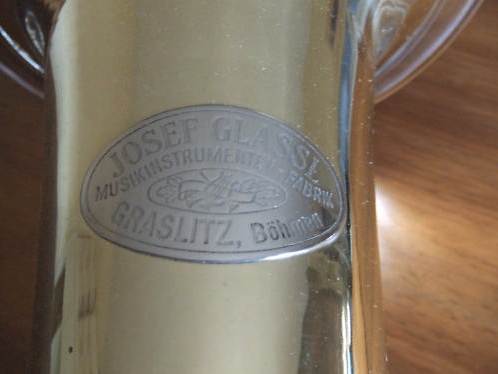 JOSEF GLASSL
MUSIKINSTRUMENTEN-FABRIK
GRASLITZ, Böhmen